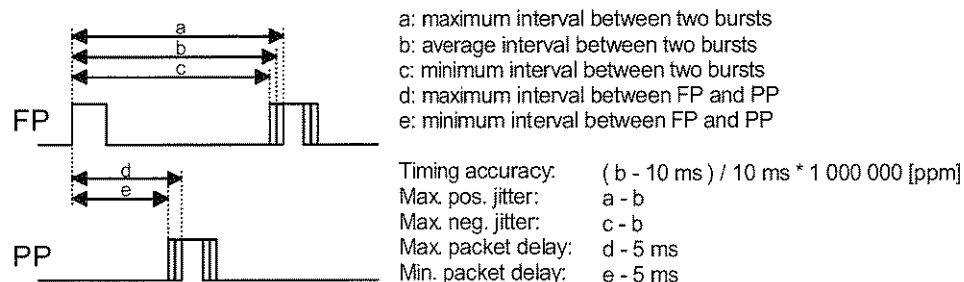 a
b
c
FP
d
e
PP
a: maximum interval between two bursts
b: average interval between two bursts
c: minimum interval between two bursts
d: maximum interval between FP and PP
e: minimum interval between FP and PP
Timing accuracy: ( b - 10 ms ) / 10 ms * 1 000 000 [ppm]
Max. pos. jitter: a - b
Max. neg. jitter: c - b
Max. packet delay: d - 5 ms
Min. packet delay: e - 5 ms